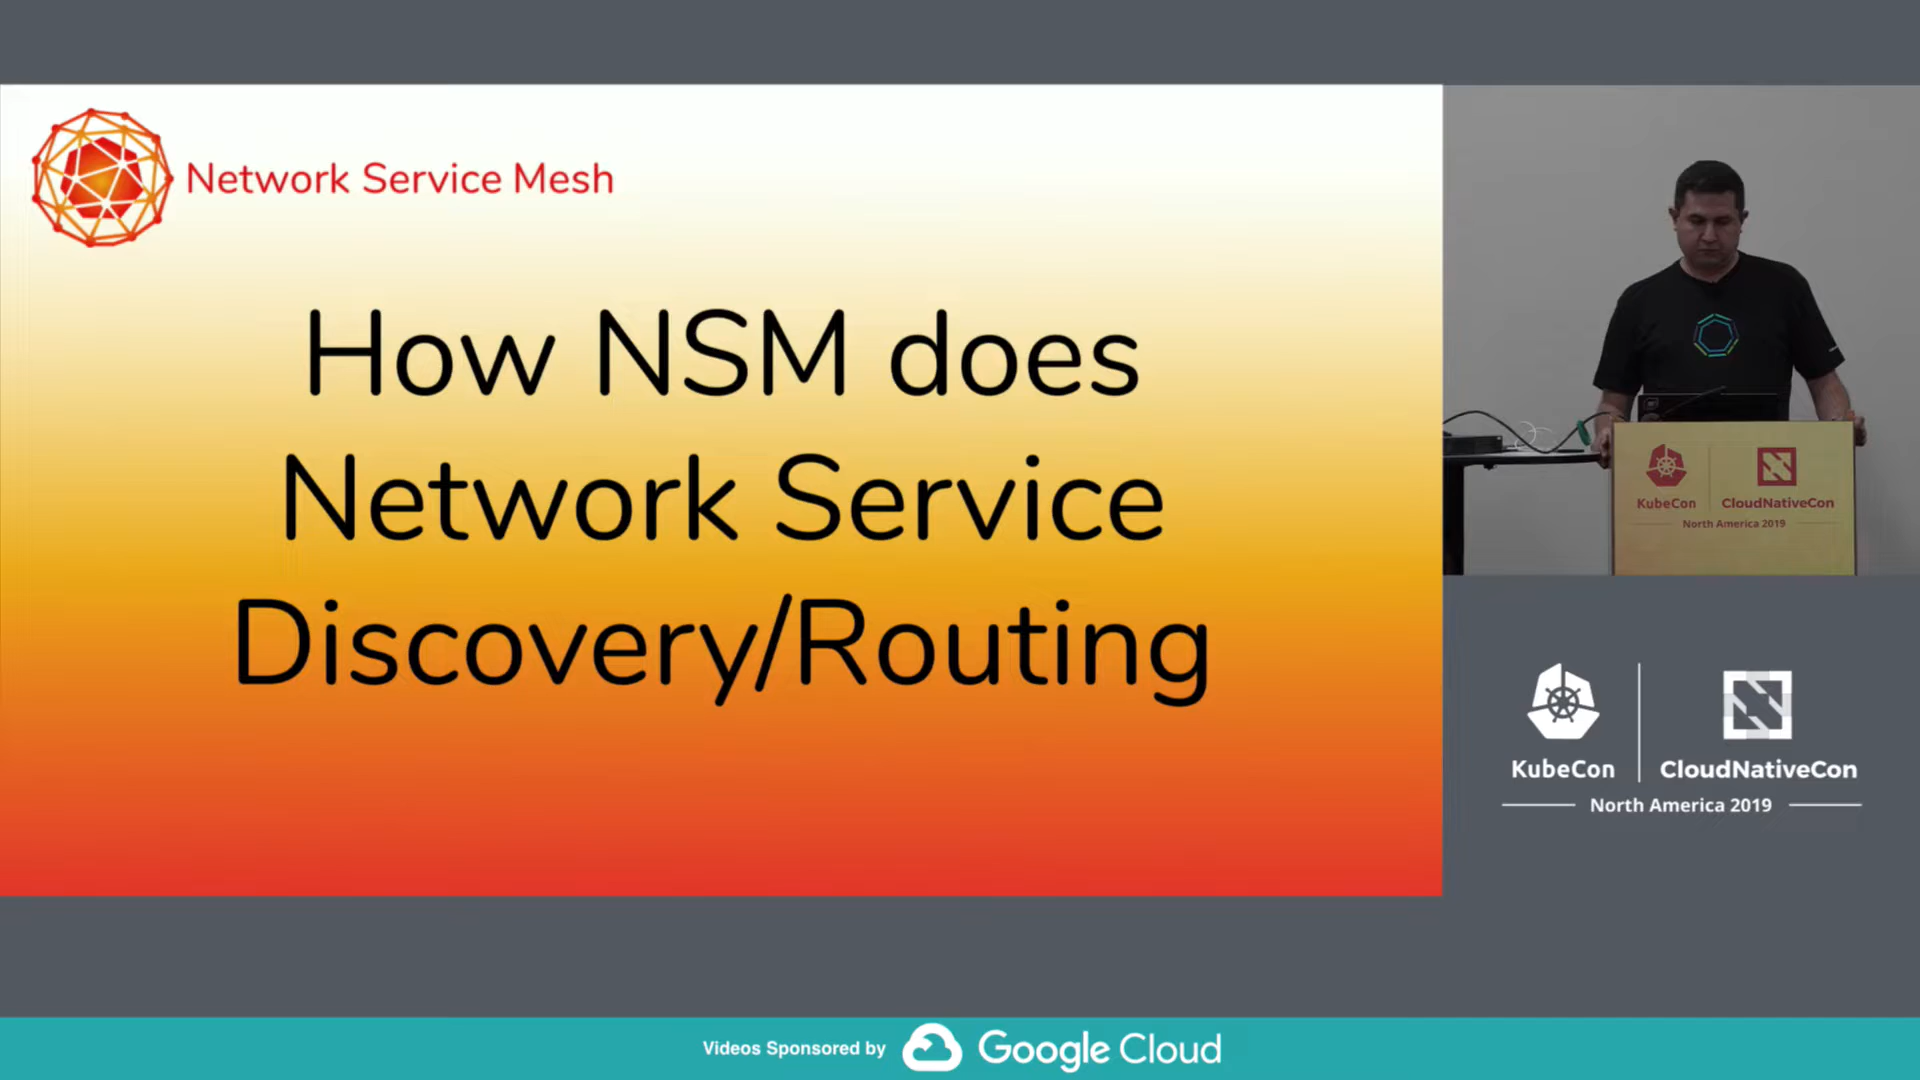 Network Service Mesh
How NSM does
Network Service
Discovery/Routing
KubeCon
CloudNativeCon
North America 2019
KubeCon
CloudNativeCon
North America 2019
Videos Sponsored by
Google Cloud